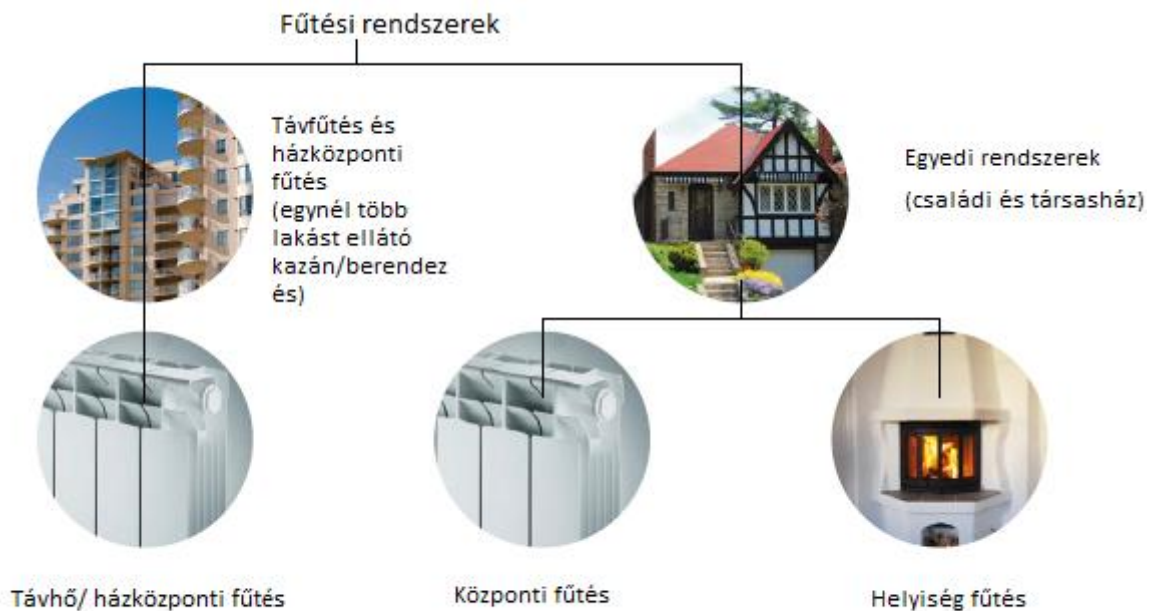 Fűtési rendszerek
Távfűtés és
házközponti
fűtés
(egynél több
lakást ellátó
kazán/berendez
és)
Egyedi rendszerek
(családi és társasház)
Távhő/ házközponti fűtés
Központi fűtés
Helyiség fűtés